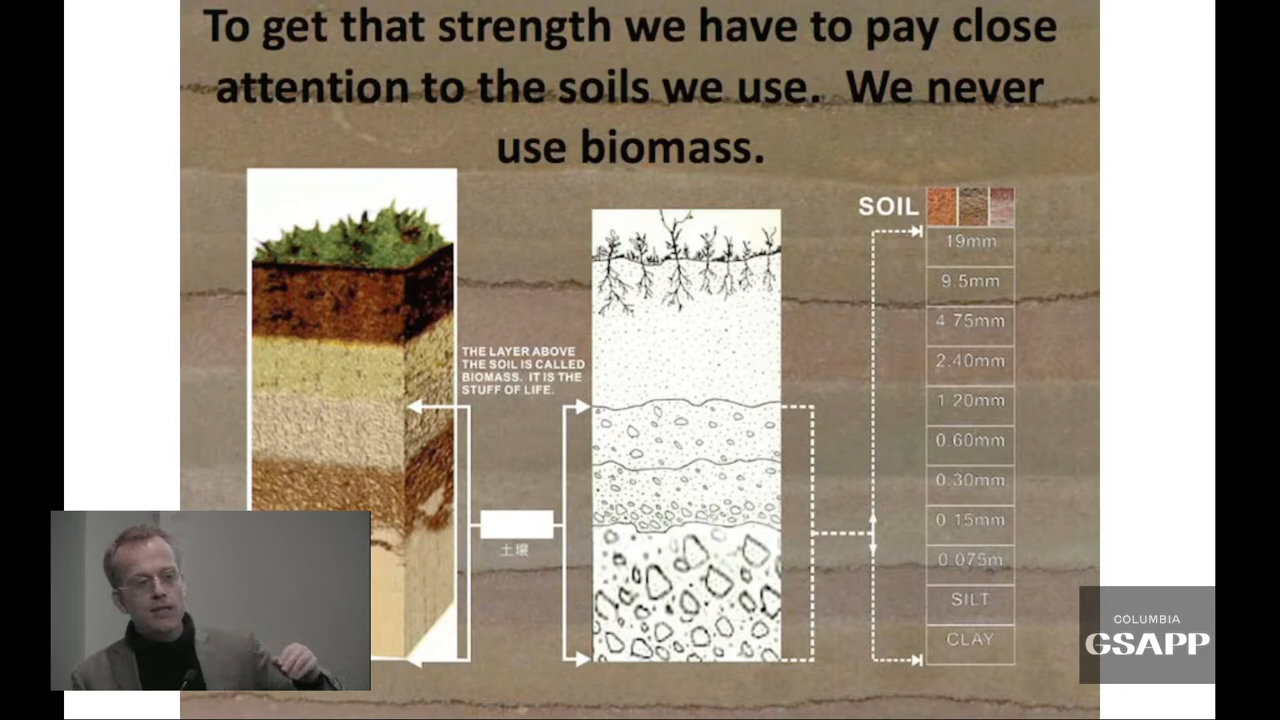 To get that strength we have to pay close
attention to the soils we use.  We never
use biomass.
THE LAYER ABOVE
THE SOIL IS CALLED
BIOMASS.  IT IS THE
STUFF OF LIFE.
土壤
SOIL
19mm
9.5mm
4 75mm
2.40mm
1 20mm
0.60mm
0.30mm
0 15mm
0.075m
SILT
CLAY
COLUMBIA
GSAPP